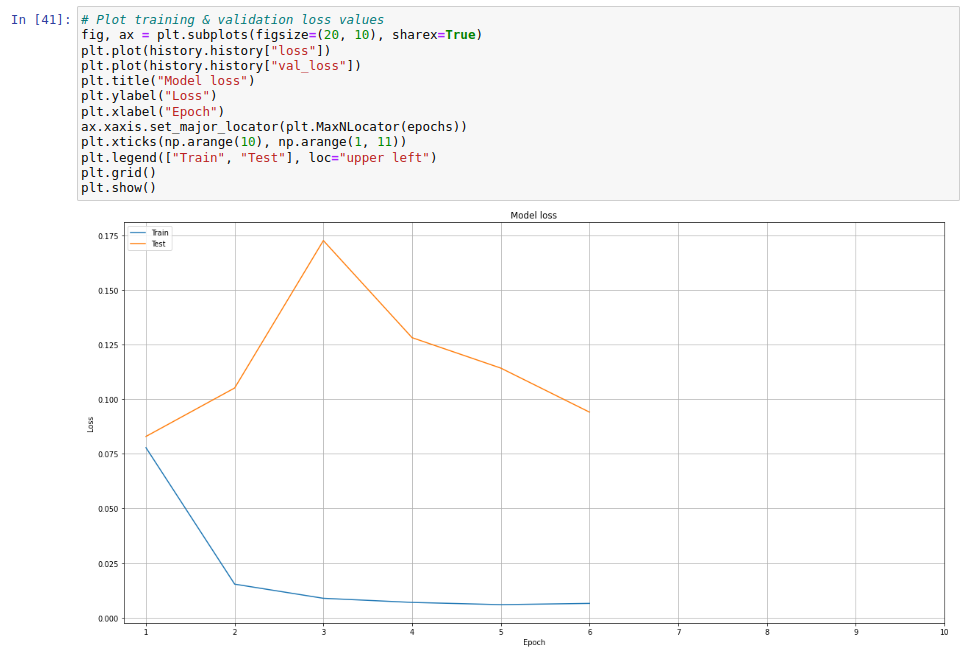 In [41]: # Plot training & validation loss values
fig, ax = plt.subplots(figsize=(20, 10), sharex=True)
plt.plot(history.history["loss"])
plt.plot(history.history["val_loss"])
plt.title("Model loss")
plt.ylabel("Loss")
plt.xlabel("Epoch")
ax.xaxis.set_major_locator(plt.MaxNLocator(epochs))
plt.xticks(np.arange(10), np.arange(1, 11))
plt.legend(["Train", "Test"], loc="upper left")
plt.grid()
plt.show()
Model loss
Train
Test
0.175
0.150
0.125
0.100
0.075
0.050
0.025
0.000
Loss
1 2 3 4 5 6 7 8 9 10
Epoch